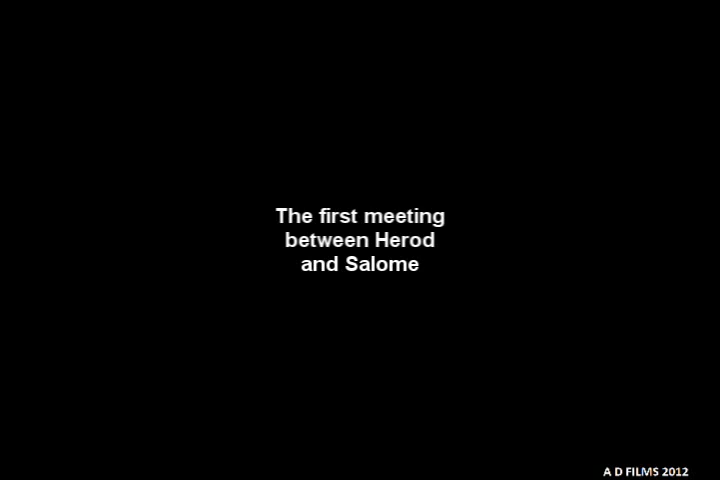 The first meeting
between Herod
and Salome
A D FILMS 2012